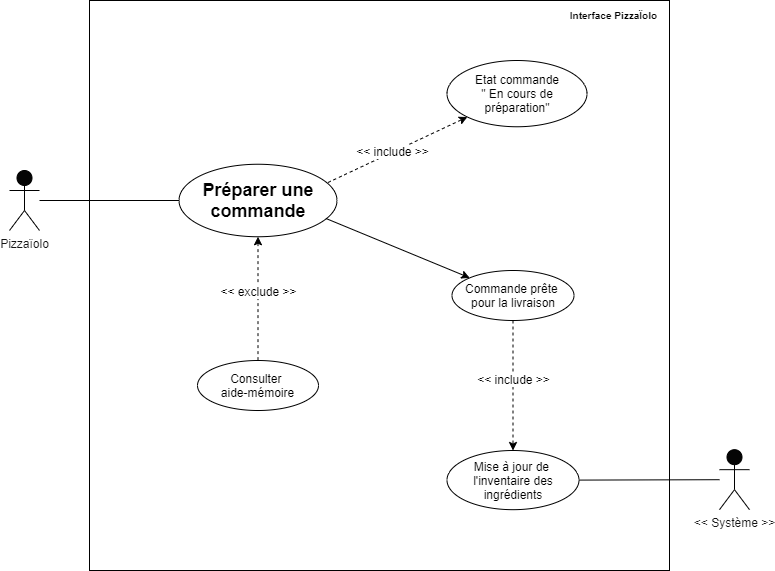 Interface PizzaÏolo
Etat commande
" En cours de
préparation"
<< include >>
Préparer une
commande
Pizzaïolo
<< exclude >>
Commande prête
pour la livraison
Consulter
aide-mémoire
<< include >>
Mise à jour de
l'inventaire des
ingrédients
<< Système >>